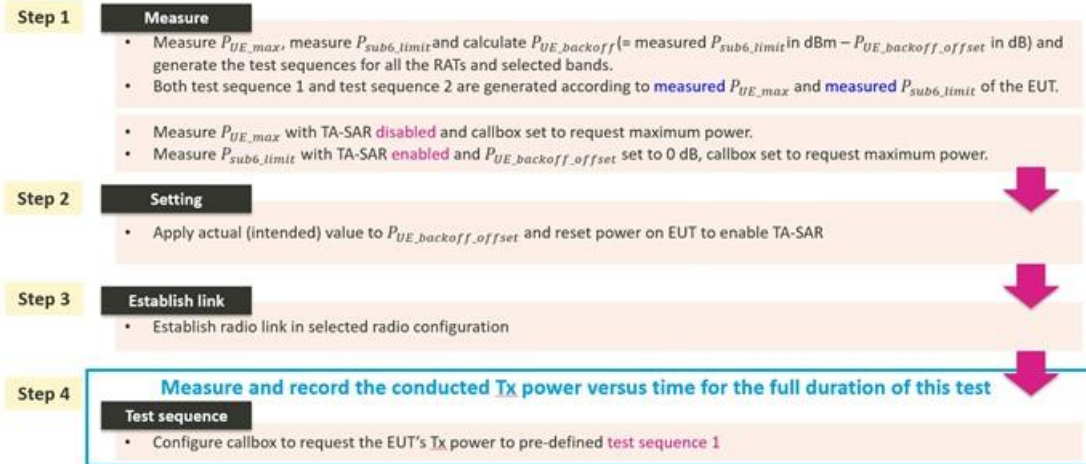 Step 1
Measure
• Measure P_UE_max, measure P_sub6_limit and calculate P_UE_backoff (= measured P_sub6_limit in dBm – P_UE_backoff_offset in dB) and
generate the test sequences for all the RATs and selected bands.
• Both test sequence 1 and test sequence 2 are generated according to measured P_UE_max and measured P_sub6_limit of the EUT.
• Measure P_UE_max with TA-SAR disabled and callbox set to request maximum power.
• Measure P_sub6_limit with TA-SAR enabled and P_UE_backoff_offset set to 0 dB, callbox set to request maximum power.
Step 2
Setting
• Apply actual (intended) value to P_UE_backoff_offset and reset power on EUT to enable TA-SAR
Step 3
Establish link
• Establish radio link in selected radio configuration
Step 4
Measure and record the conducted Tx power versus time for the full duration of this test
Test sequence
• Configure callbox to request the EUT's Tx power to pre-defined test sequence 1